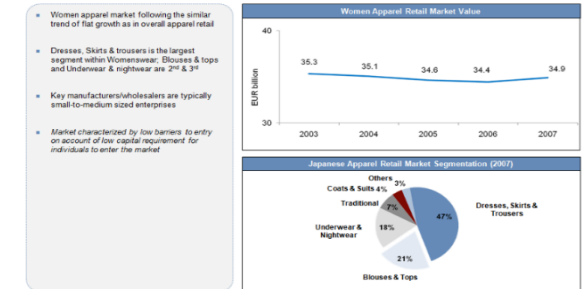 Women apparel market following the similar
trend of flat growth as in overall apparel retail
Dresses, Skirts & trousers is the largest
segment within Womenswear; Blouses & tops
and Underwear & nightwear are 2nd & 3rd
Key manufacturers/wholesalers are typically
small-to-medium sized enterprises
Market characterized by low barriers to entry
on account of low capital requirement for
individuals to enter the market
Women Apparel Retail Market Value
40
EUR billion
35.3
35.1
34.6
34.4
34.9
30
2003
2004
2005
2006
2007
Japanese Apparel Retail Market Segmentation (2007)
Others
3%
Coats & Suits 4%
Traditional
7%
Dresses, Skirts &
Trousers
47%
Underwear &
Nightwear
18%
21%
Blouses & Tops